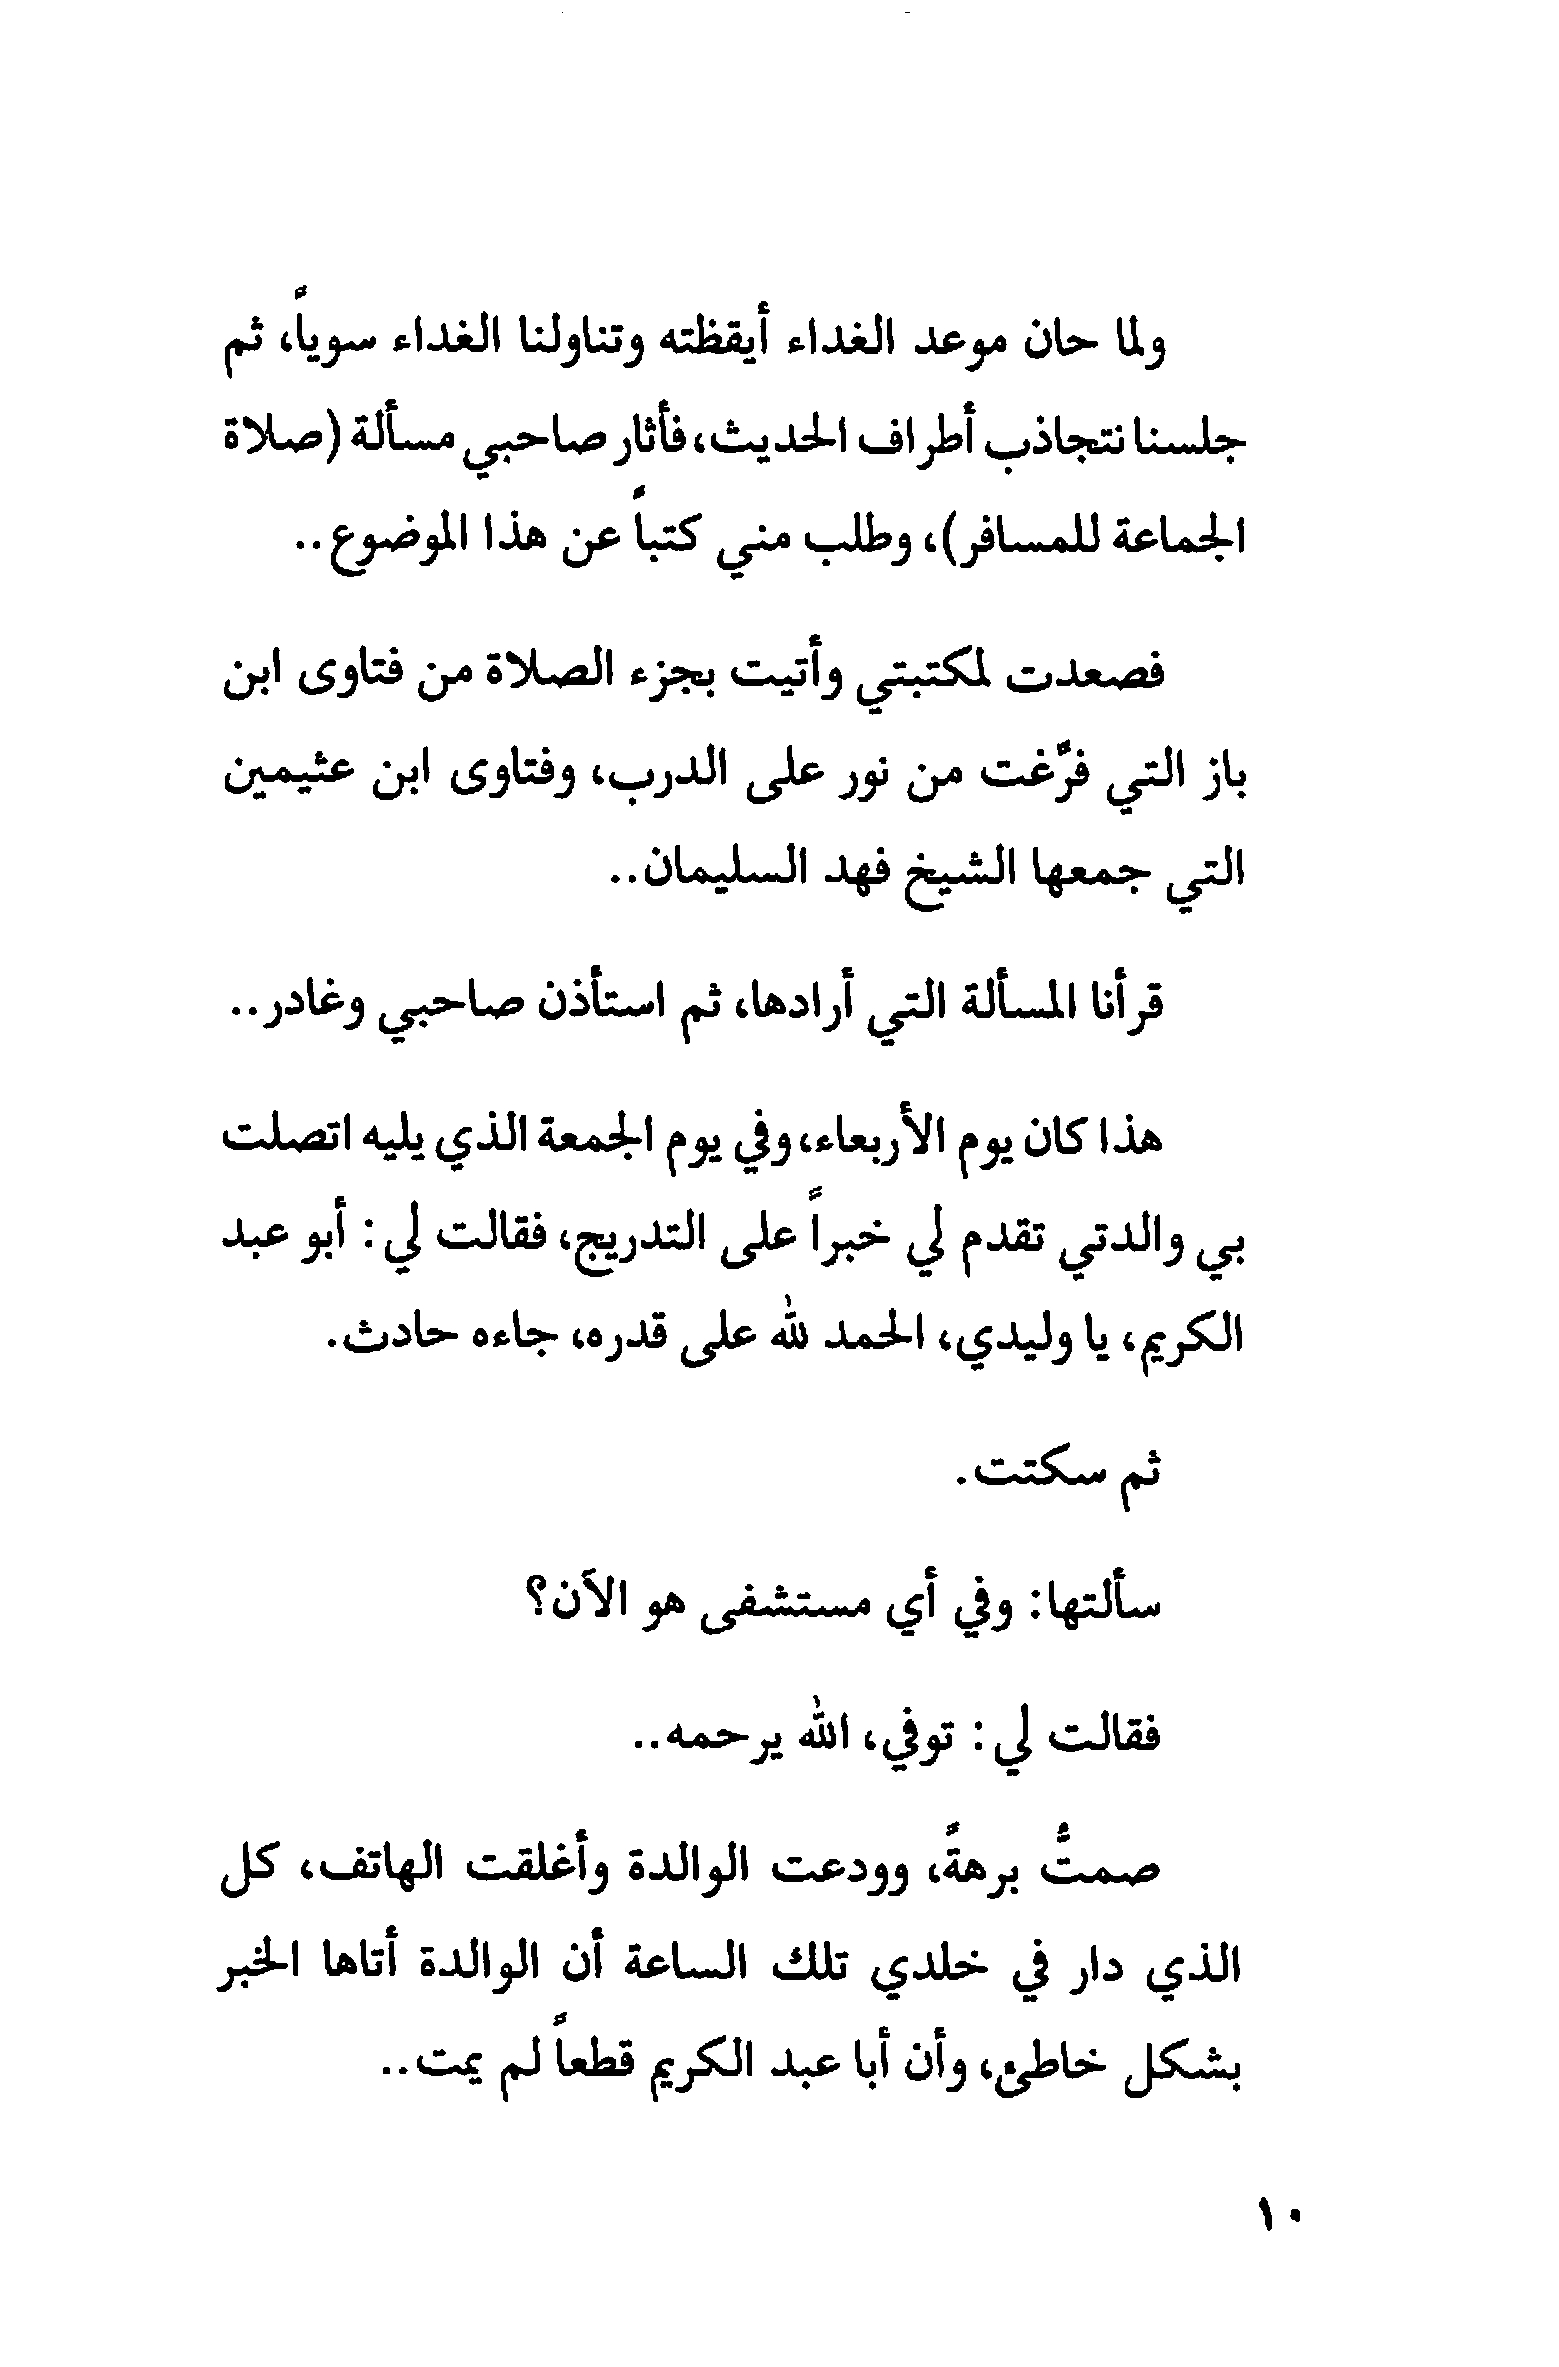 ولما حان موعد الغداء أيقظته وتناولنا الغداء سوياً، ثم
جلسنا نتجاذب أطراف الحديث، فأثار صاحبي مسألة (صلاة
الجماعة للمسافر)، وطلب مني كتباً عن هذا الموضوع..
فصعدت لمكتبتي وأتيت بجزء الصلاة من فتاوى ابن
باز التي فرَّغت من نور على الدرب، وفتاوى ابن عثيمين
التي جمعها الشيخ فهد السليمان..
قرأنا المسألة التي أرادها، ثم استأذن صاحبي وغادر..
هذا كان يوم الأربعاء، وفي يوم الجمعة الذي يليه اتصلت
بي والدتي تقدم لي خبراً على التدريج، فقالت لي: أبو عبد
الكريم، يا وليدي، الحمد لله على قدره، جاءه حادث.
ثم سكتت.
سألتها: وفي أي مستشفى هو الآن؟
فقالت لي: توفي، الله يرحمه..
صمتُّ برهةً، وودعت الوالدة وأغلقت الهاتف، كل
الذي دار في خلدي تلك الساعة أن الوالدة أتاها الخبر
بشكل خاطئ، وأن أبا عبد الكريم قطعاً لم يمت..
١٠